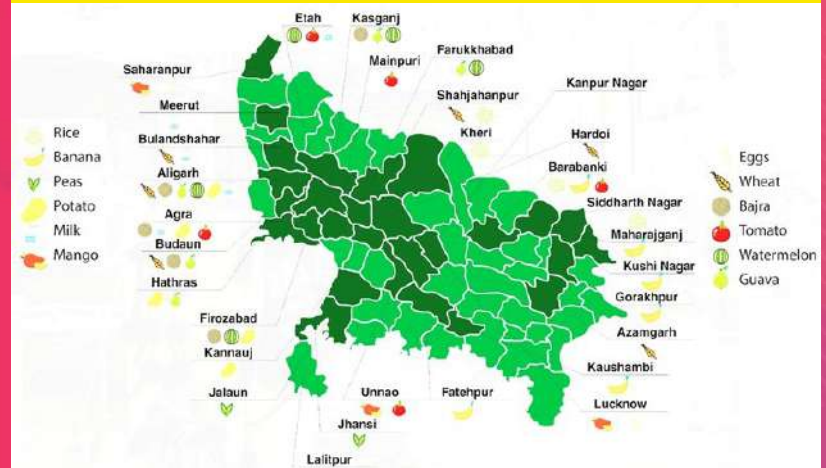 Etah
Kasganj
Farukkhabad
Mainpuri
Saharanpur
Kanpur Nagar
Shahjahanpur
Meerut
Kheri
Hardoi
Bulandshahar
Barabanki
Aligarh
Siddharth Nagar
Agra
Maharajganj
Budaun
Kushi Nagar
Hathras
Gorakhpur
Firozabad
Azamgarh
Kannauj
Kaushambi
Jalaun
Unnao
Fatehpur
Lucknow
Jhansi
Lalitpur
Rice
Banana
Peas
Potato
Milk
Mango
Eggs
Wheat
Bajra
Tomato
Watermelon
Guava